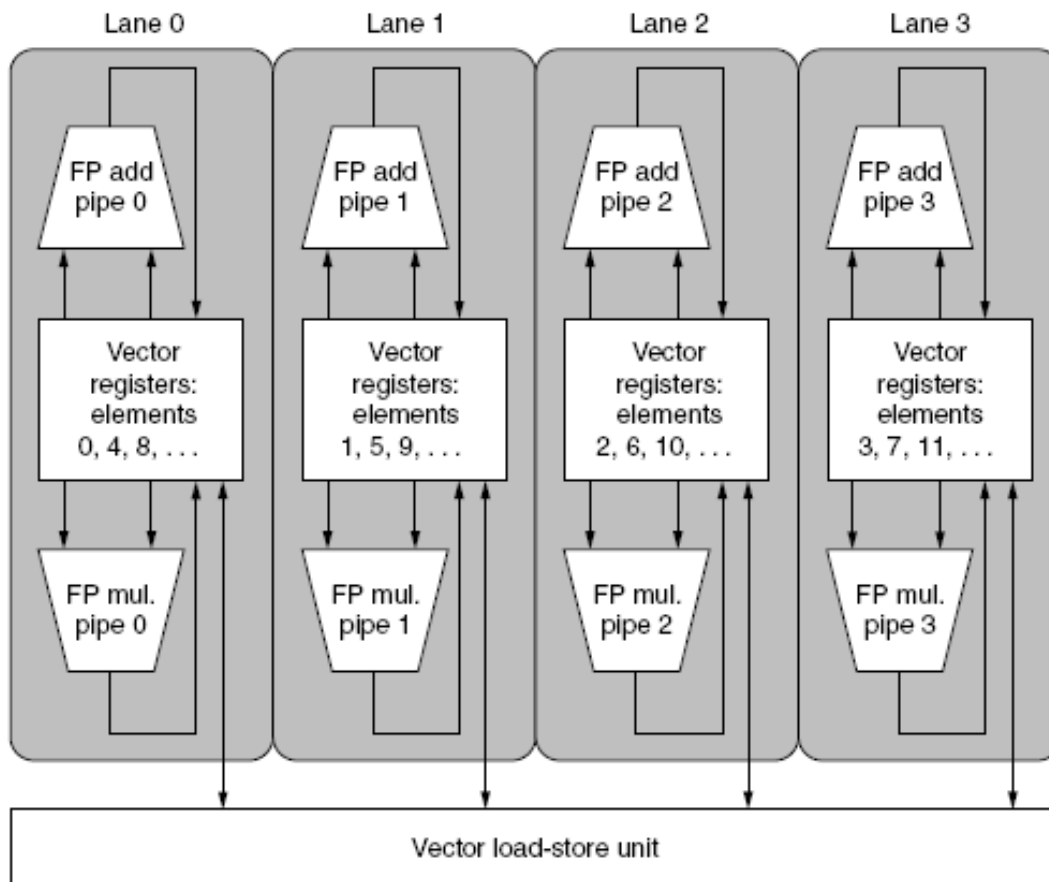 Lane 0
Lane 1
Lane 2
Lane 3
FP add
pipe 0
FP add
pipe 1
FP add
pipe 2
FP add
pipe 3
Vector
registers:
elements
0, 4, 8, . . .
Vector
registers:
elements
1, 5, 9, . . .
Vector
registers:
elements
2, 6, 10, . . .
Vector
registers:
elements
3, 7, 11, . . .
FP mul.
pipe 0
FP mul.
pipe 1
FP mul.
pipe 2
FP mul.
pipe 3
Vector load-store unit